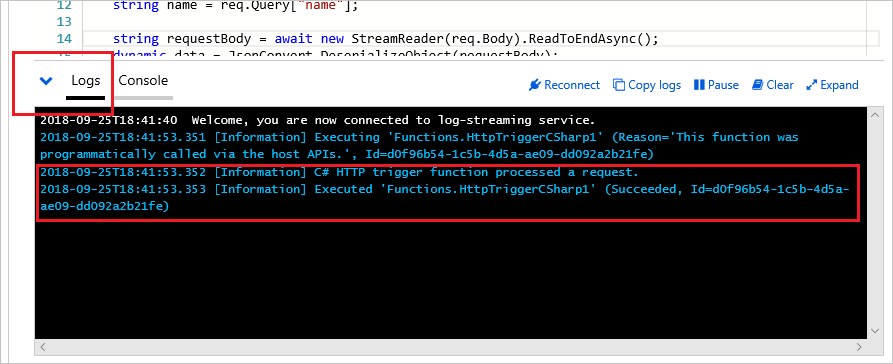 12 string name = req.Query["name"];
13
14 string requestBody = await new StreamReader(req.Body).ReadToEndAsync();
15 dynamic data = JsonConvert.DeserializeObject(requestBody);
Logs Console Reconnect Copy logs Pause Clear Expand
2018-09-25T18:41:40 Welcome, you are now connected to log-streaming service.
2018-09-25T18:41:53.351 [Information] Executing 'Functions.HttpTriggerCSharp1' (Reason='This function was
programmatically called via the host APIs.', Id=d0f96b54-1c5b-4d5a-ae09-dd092a2b21fe)
2018-09-25T18:41:53.352 [Information] C# HTTP trigger function processed a request.
2018-09-25T18:41:53.353 [Information] Executed 'Functions.HttpTriggerCSharp1' (Succeeded, Id=d0f96b54-1c5b-4d5a-
ae09-dd092a2b21fe)